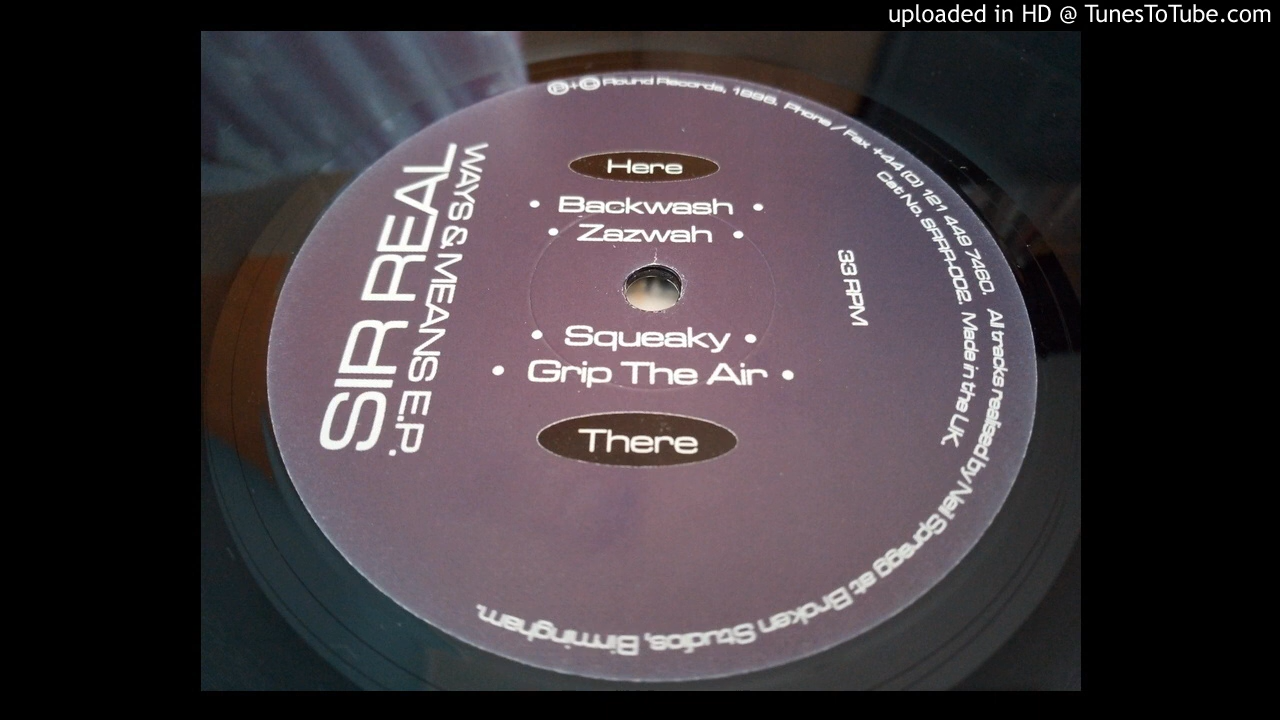 uploaded in HD @ TunesToTube.com
℗+© Round Records, 1996. Phone / Fax +44 (0) 121 449 7460. All tracks realised by Neil Spragg at Broken Studios, Birmingham.
Cat No. SRRR-002. Made in the UK.
33 RPM
SIR REAL
WAYS & MEANS E.P.
Here
• Backwash •
• Zazwah •
• Squeaky •
• Grip The Air •
There